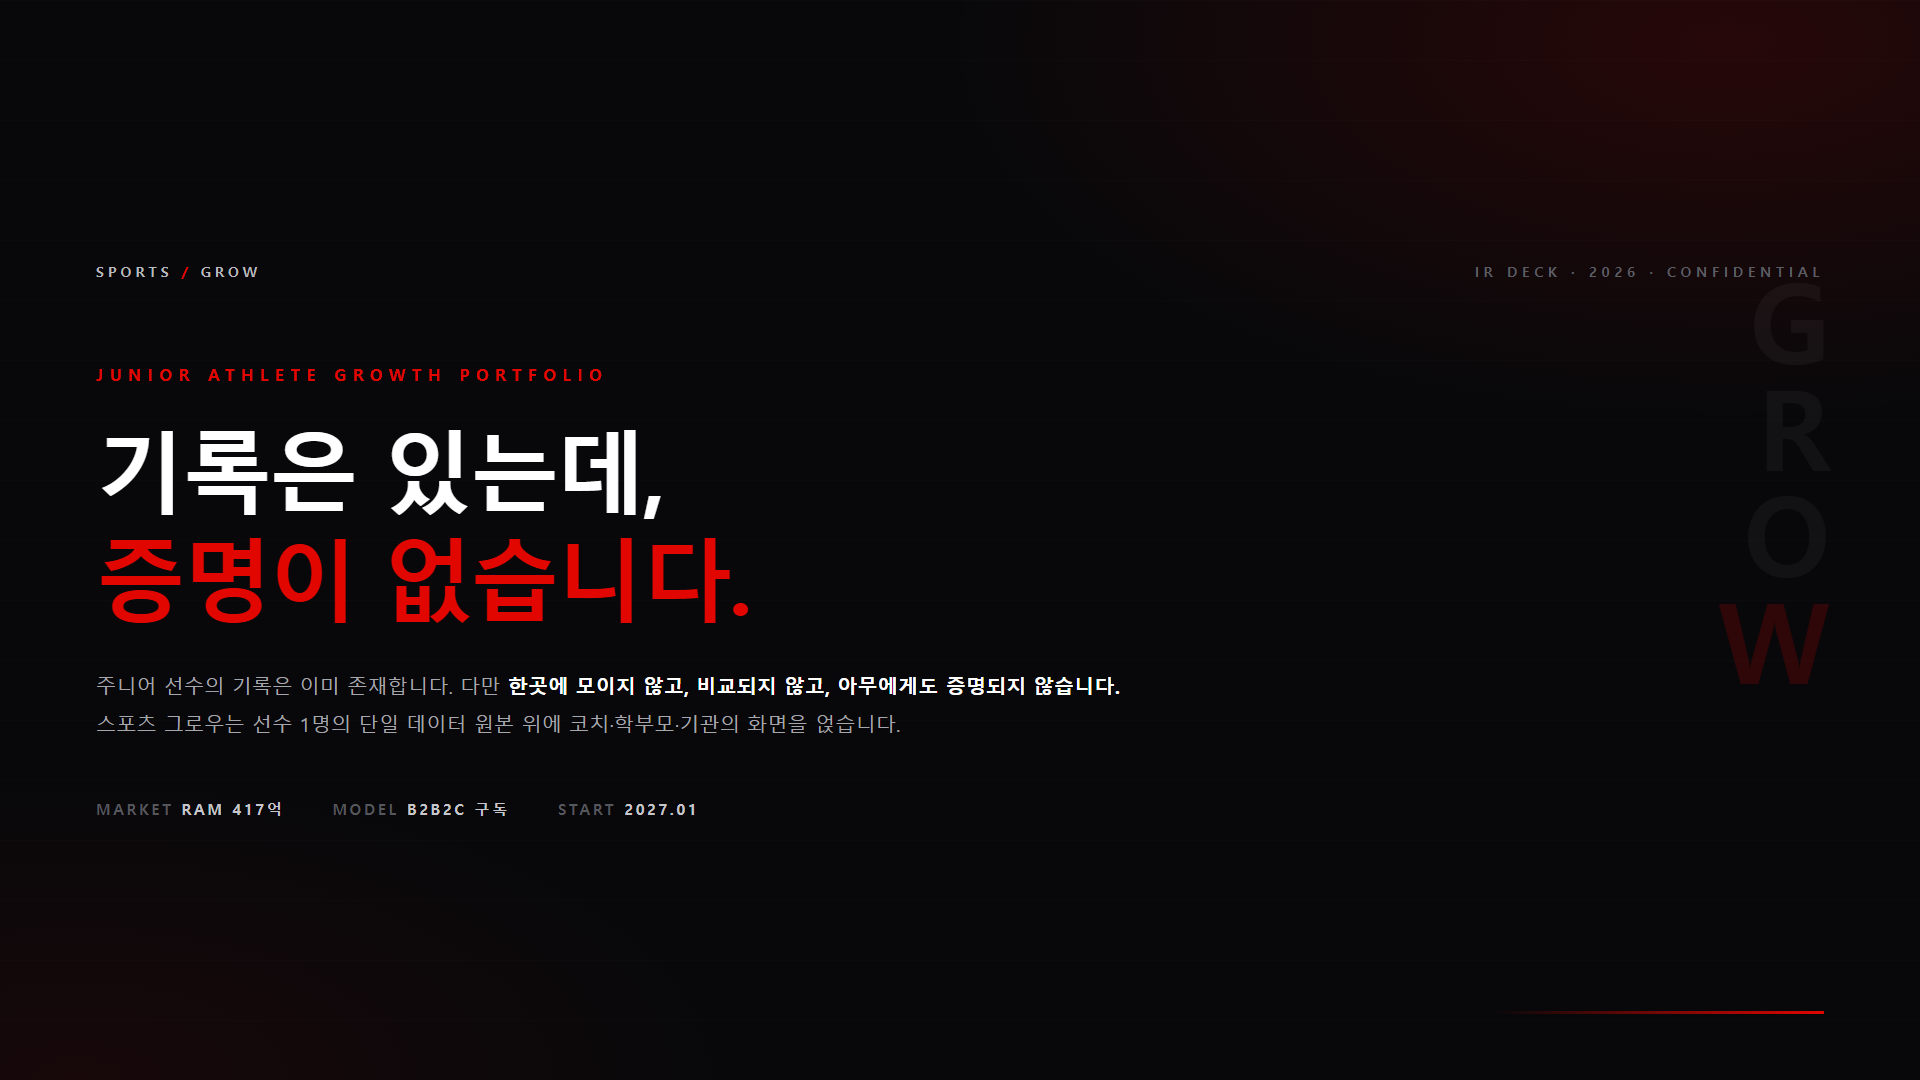 SPORTS / GROW
IR DECK · 2026 · CONFIDENTIAL
JUNIOR ATHLETE GROWTH PORTFOLIO
기록은 있는데,
증명이 없습니다.
주니어 선수의 기록은 이미 존재합니다. 다만 한곳에 모이지 않고, 비교되지 않고, 아무에게도 증명되지 않습니다.
스포츠 그로우는 선수 1명의 단일 데이터 원본 위에 코치·학부모·기관의 화면을 얹습니다.
MARKET RAM 417억 MODEL B2B2C 구독 START 2027.01
G
R
O
W